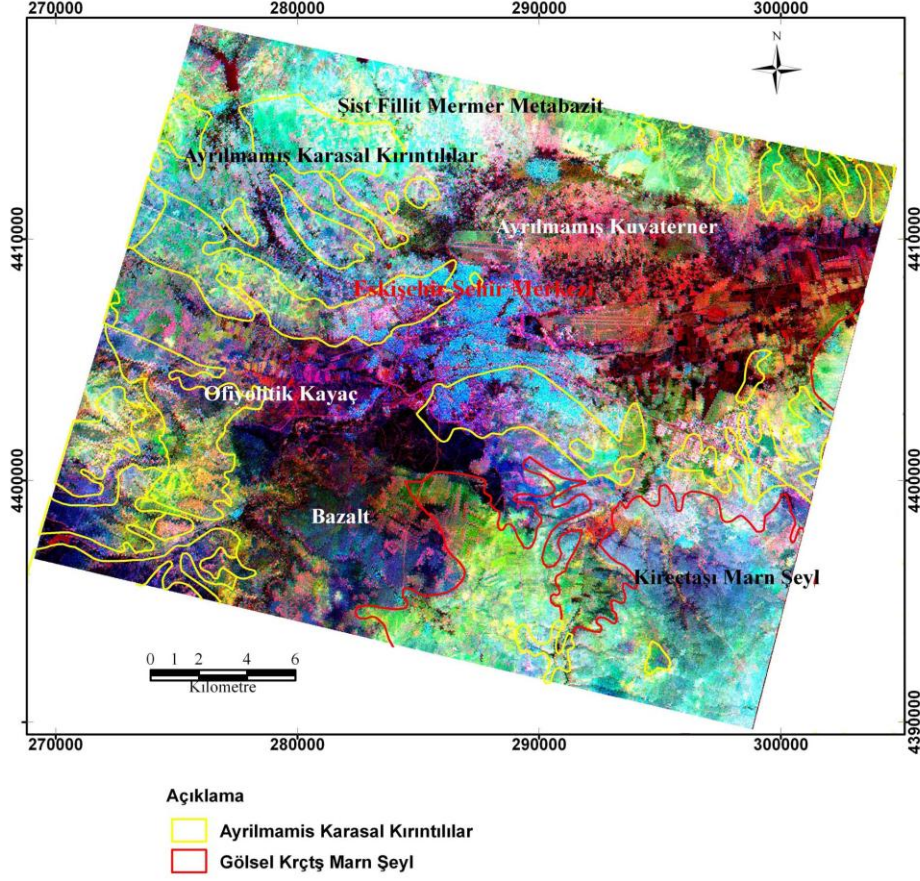 270000 280000 290000 300000
N
Şist Fillit Mermer Metabazit
Ayrılmamıs Karasal Kırıntılılar
Ayrılmamış Kuvaterner
4410000 4410000
Eskişehir Şehir Merkezi
Ofiyolitik Kayaç
4400000 4400000
Bazalt
Kireçtası Marn Şeyl
0 1 2 4 6
Kilometre
4390000
270000 280000 290000 300000
Açıklama
Ayrilmamis Karasal Kırıntılılar
Gölsel Krçtş Marn Şeyl